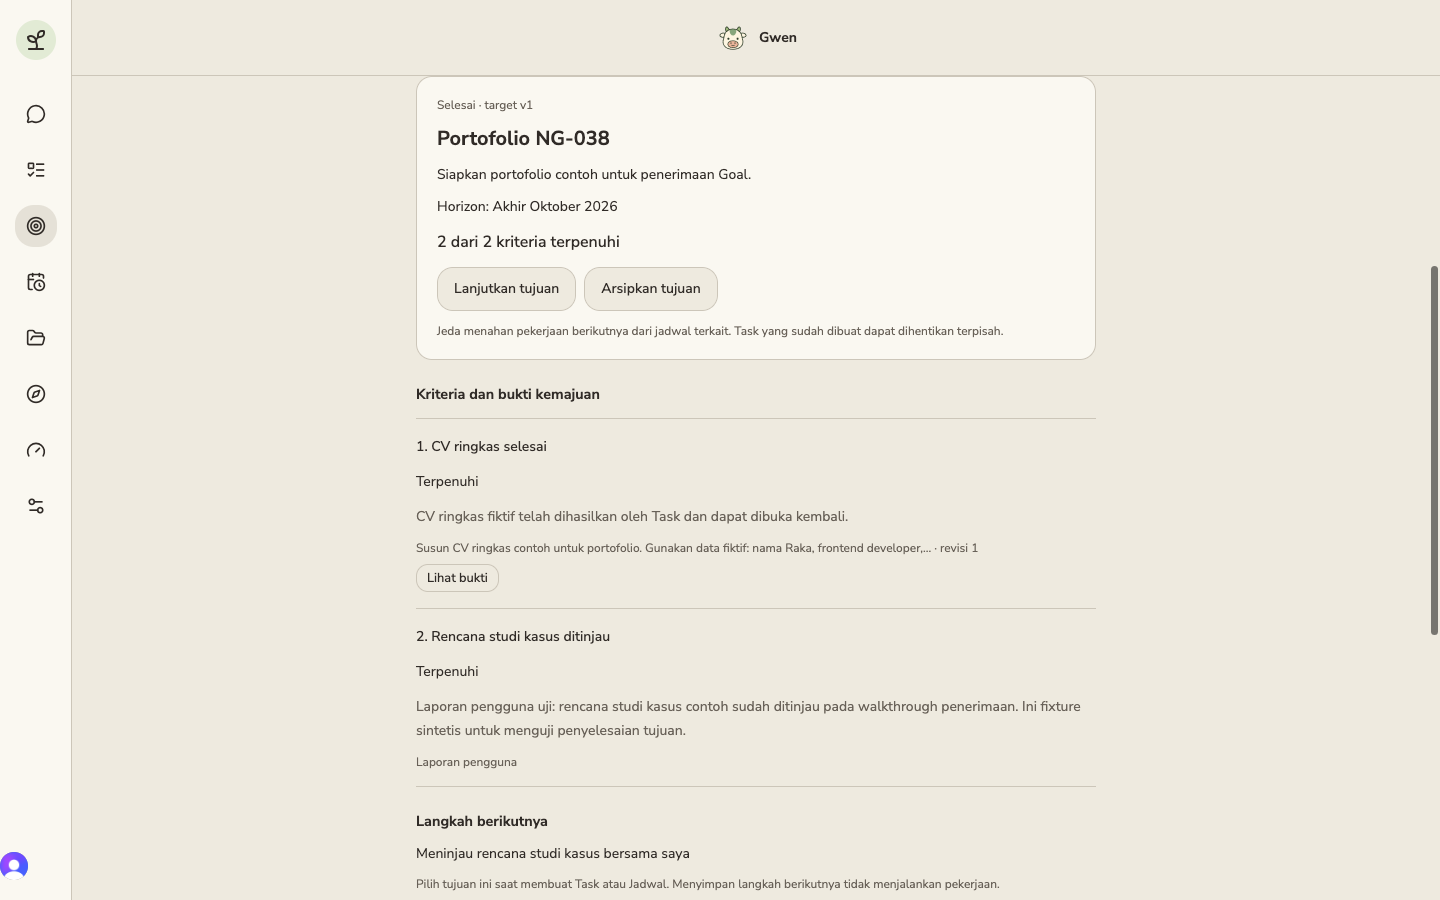 Gwen
Selesai · target v1
Portofolio NG-038
Siapkan portofolio contoh untuk penerimaan Goal.
Horizon: Akhir Oktober 2026
2 dari 2 kriteria terpenuhi
Lanjutkan tujuan
Arsipkan tujuan
Jeda menahan pekerjaan berikutnya dari jadwal terkait. Task yang sudah dibuat dapat dihentikan terpisah.
Kriteria dan bukti kemajuan
1. CV ringkas selesai
Terpenuhi
CV ringkas fiktif telah dihasilkan oleh Task dan dapat dibuka kembali.
Susun CV ringkas contoh untuk portofolio. Gunakan data fiktif: nama Raka, frontend developer,... · revisi 1
Lihat bukti
2. Rencana studi kasus ditinjau
Terpenuhi
Laporan pengguna uji: rencana studi kasus contoh sudah ditinjau pada walkthrough penerimaan. Ini fixture
sintetis untuk menguji penyelesaian tujuan.
Laporan pengguna
Langkah berikutnya
Meninjau rencana studi kasus bersama saya
Pilih tujuan ini saat membuat Task atau Jadwal. Menyimpan langkah berikutnya tidak menjalankan pekerjaan.